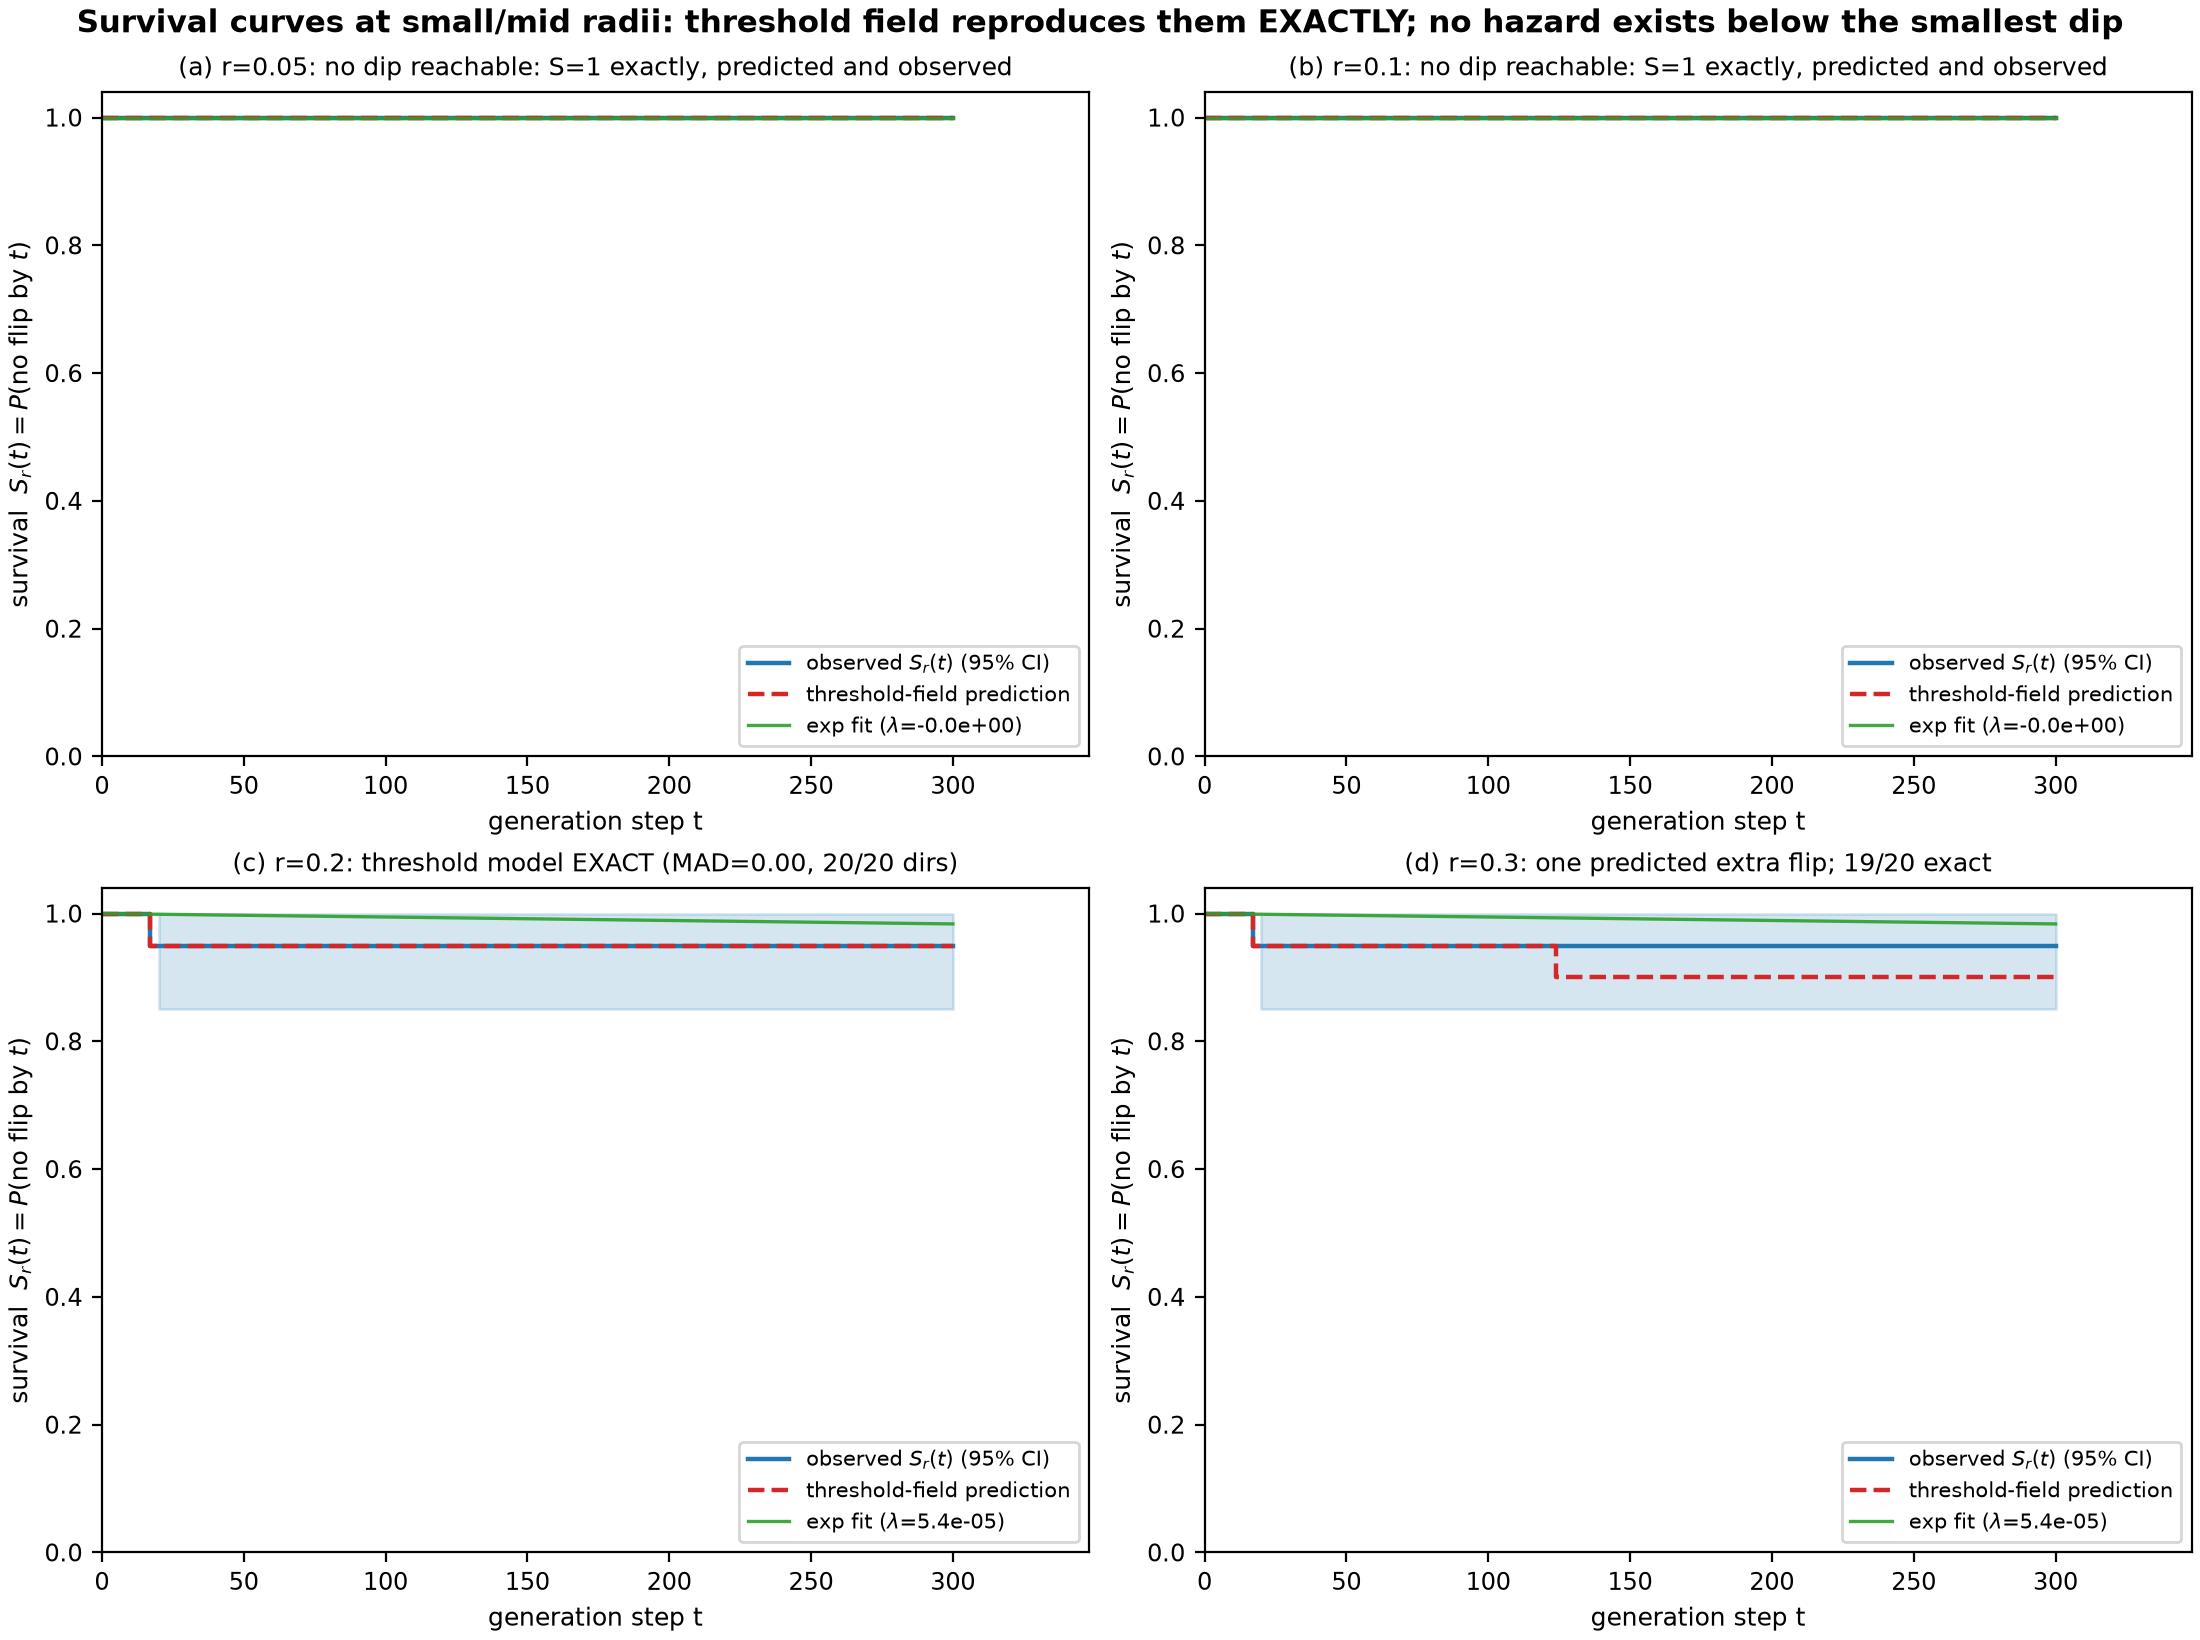 Survival curves at small/mid radii: threshold field reproduces them EXACTLY; no hazard exists below the smallest dip
(a) r=0.05: no dip reachable: S=1 exactly, predicted and observed
survival S_r(t) = P(no flip by t)
1.0
0.8
0.6
0.4
0.2
0.0
observed S_r(t) (95% CI)
threshold-field prediction
exp fit (λ=-0.0e+00)
0 50 100 150 200 250 300
generation step t
(b) r=0.1: no dip reachable: S=1 exactly, predicted and observed
survival S_r(t) = P(no flip by t)
1.0
0.8
0.6
0.4
0.2
0.0
observed S_r(t) (95% CI)
threshold-field prediction
exp fit (λ=-0.0e+00)
0 50 100 150 200 250 300
generation step t
(c) r=0.2: threshold model EXACT (MAD=0.00, 20/20 dirs)
survival S_r(t) = P(no flip by t)
1.0
0.8
0.6
0.4
0.2
0.0
observed S_r(t) (95% CI)
threshold-field prediction
exp fit (λ=5.4e-05)
0 50 100 150 200 250 300
generation step t
(d) r=0.3: one predicted extra flip; 19/20 exact
survival S_r(t) = P(no flip by t)
1.0
0.8
0.6
0.4
0.2
0.0
observed S_r(t) (95% CI)
threshold-field prediction
exp fit (λ=5.4e-05)
0 50 100 150 200 250 300
generation step t